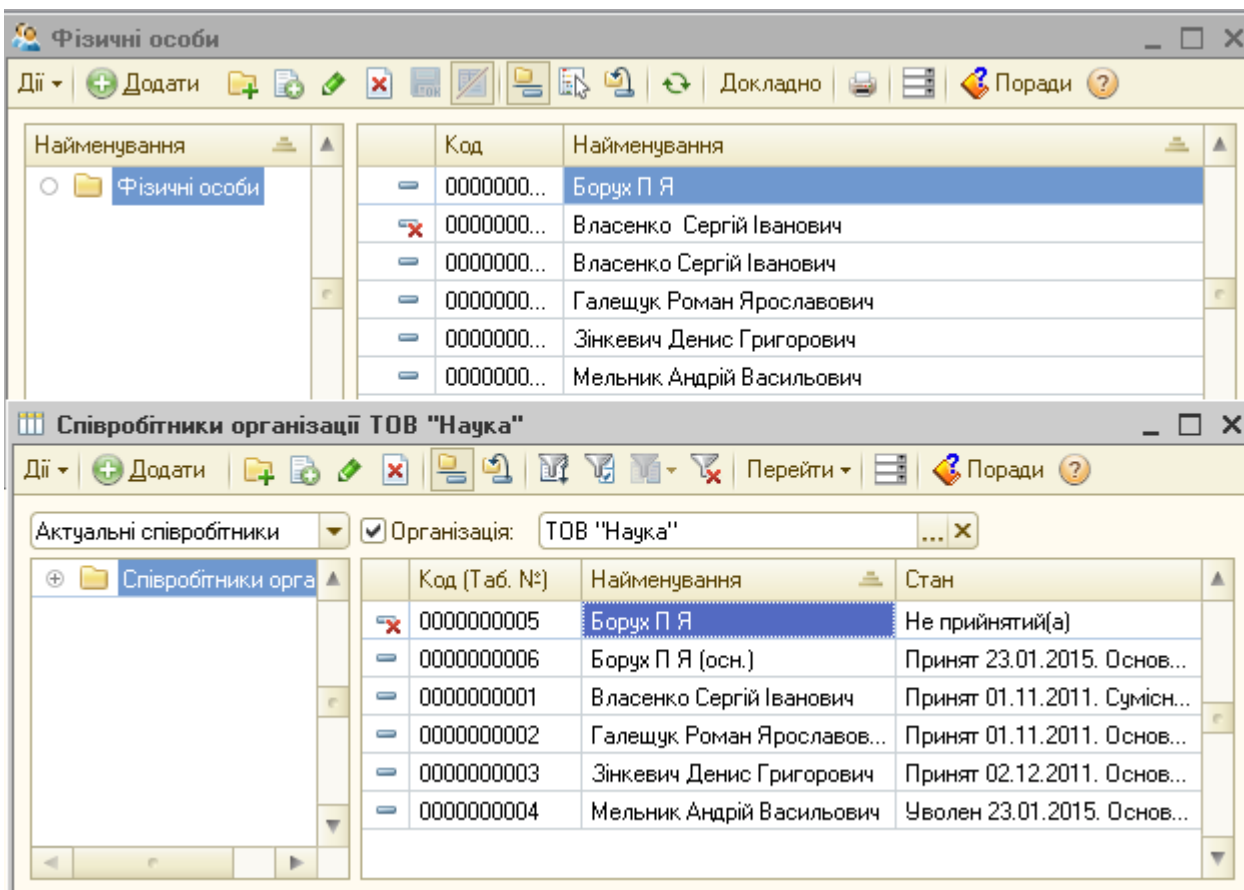 Фізичні особи
Дії Додати Докладно Поради
Найменування Код Найменування
Фізичні особи 0000000... Борух П Я
0000000... Власенко Сергій Іванович
0000000... Власенко Сергій Іванович
0000000... Галещук Роман Ярославович
0000000... Зінкевич Денис Григорович
0000000... Мельник Андрій Васильович
Співробітники організації ТОВ "Наука"
Дії Додати Перейти Поради
Актуальні співробітники Організація: ТОВ "Наука" ...
Співробітники орга Код (Таб. №) Найменування Стан
0000000005 Борух П Я Не прийнятий(а)
0000000006 Борух П Я (осн.) Принят 23.01.2015. Основ...
0000000001 Власенко Сергій Іванович Принят 01.11.2011. Сумісн...
0000000002 Галещук Роман Ярославов... Принят 01.11.2011. Основ...
0000000003 Зінкевич Денис Григорович Принят 02.12.2011. Основ...
0000000004 Мельник Андрій Васильович Уволен 23.01.2015. Основ...